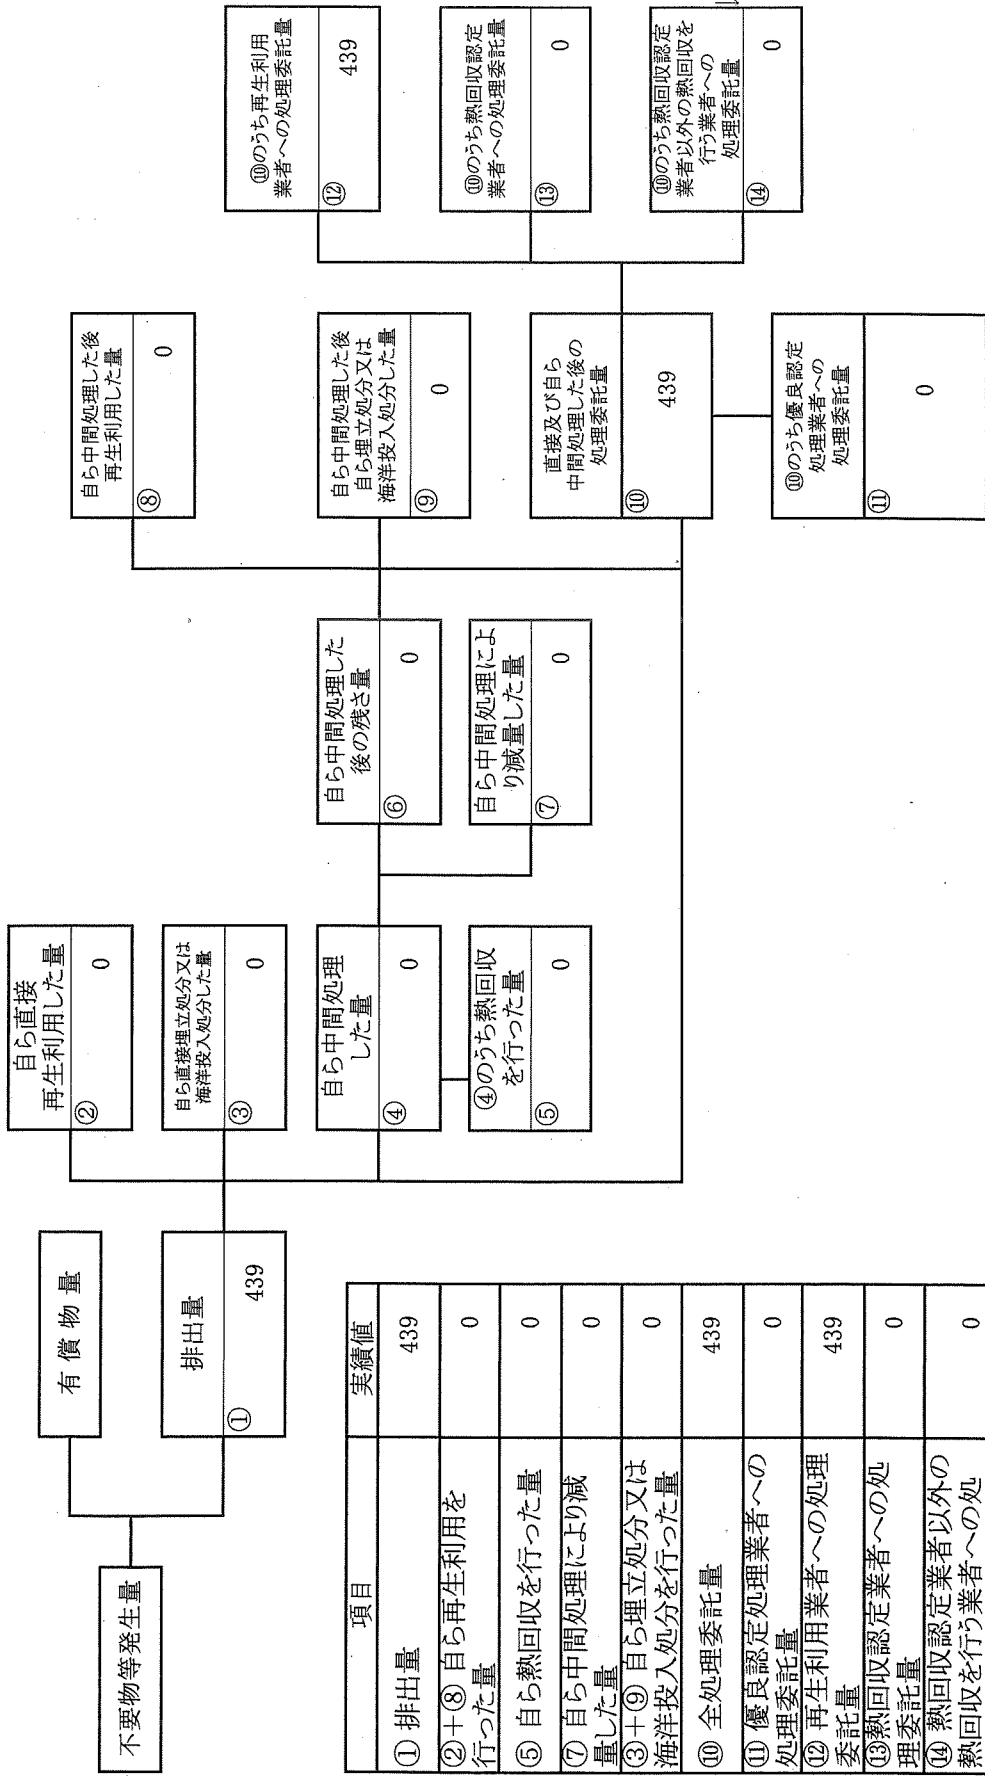 不要物等発生量
有 償 物 量
排出量
①
439
自ら直接
再生利用した量
②
0
自ら直接埋立処分又は
海洋投入処分した量
③
0
自ら中間処理
した量
④
0
④のうち熱回収
を行った量
⑤
0
自ら中間処理した
後の残さ量
⑥
0
自ら中間処理によ
り減量した量
⑦
0
自ら中間処理した後
再生利用した量
⑧
0
自ら中間処理した後
自ら埋立処分又は
海洋投入処分した量
⑨
0
直接及び自ら
中間処理した後の
処理委託量
⑩
439
⑩のうち優良認定
処理業者への
処理委託量
⑪
0
⑩のうち再生利用
業者への処理委託量
⑫
439
⑩のうち熱回収認定
業者への処理委託量
⑬
0
⑩のうち熱回収認定
業者以外の熱回収を
行う業者への
処理委託量
⑭
0
項目 実績値
① 排出量 439
②+⑧ 自ら再生利用を
行った量 0
⑤ 自ら熱回収を行った量 0
⑦ 自ら中間処理により減
量した量 0
③+⑨ 自ら埋立処分又は
海洋投入処分を行った量 0
⑩ 全処理委託量 439
⑪ 優良認定処理業者への
処理委託量 0
⑫ 再生利用業者への処理
委託量 439
⑬熱回収認定業者への処
理委託量 0
⑭ 熱回収認定業者以外の
熱回収を行う業者への処 0